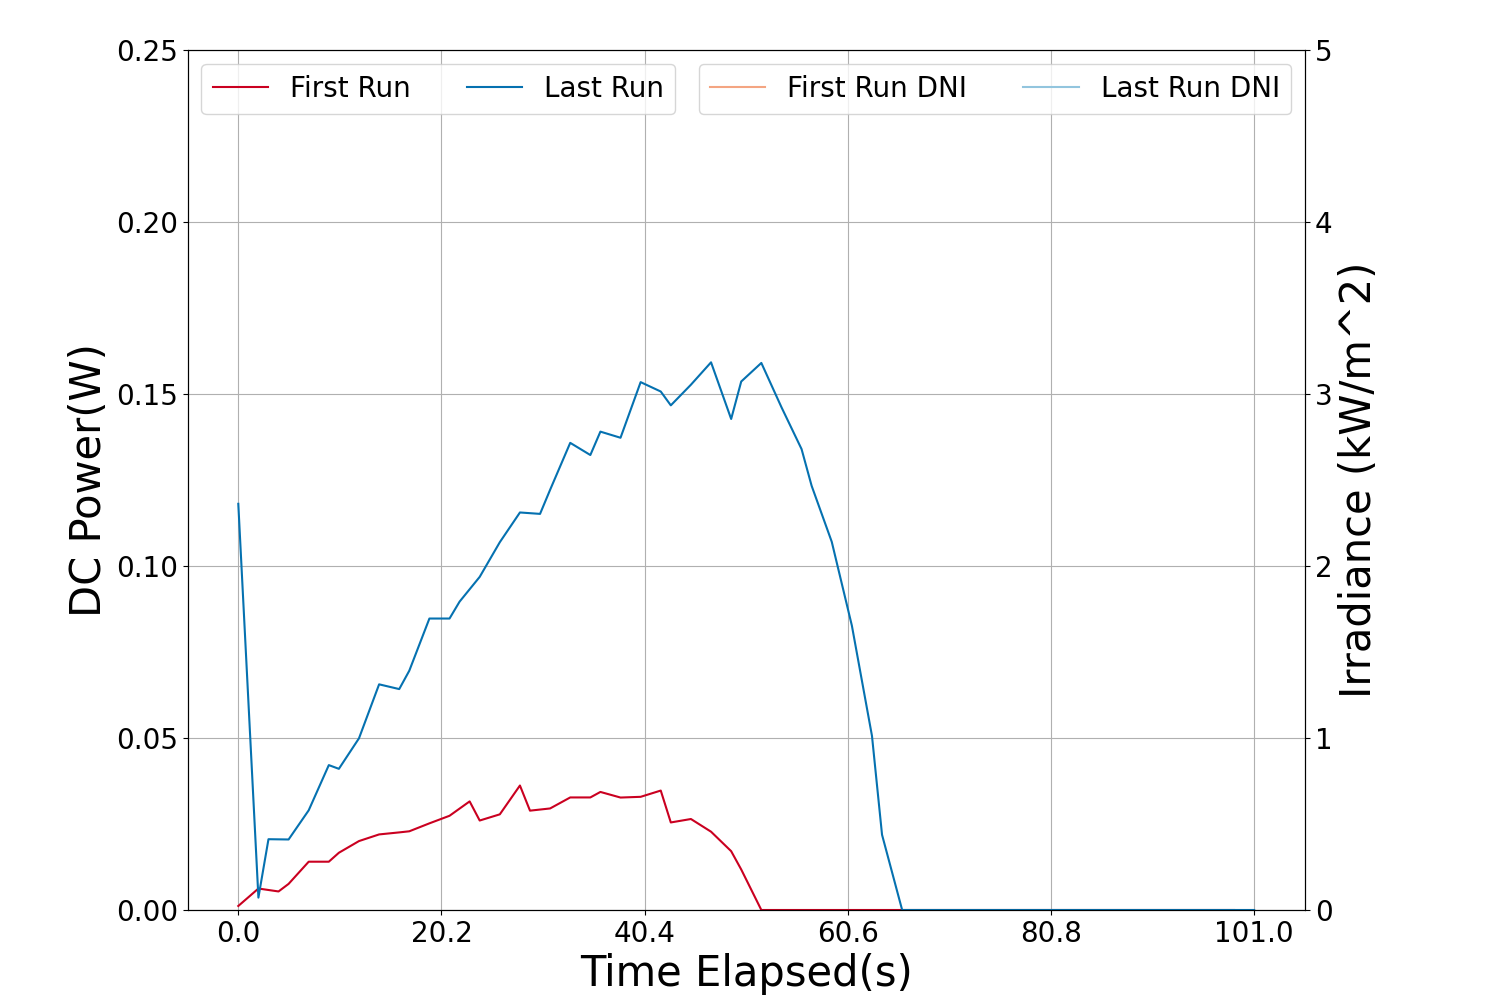 0.25
0.20
0.15
0.10
0.05
0.00
DC Power(W)
First Run
Last Run
First Run DNI
Last Run DNI
5
4
3
2
1
0
Irradiance (kW/m^2)
0.0 20.2 40.4 60.6 80.8 101.0
Time Elapsed(s)